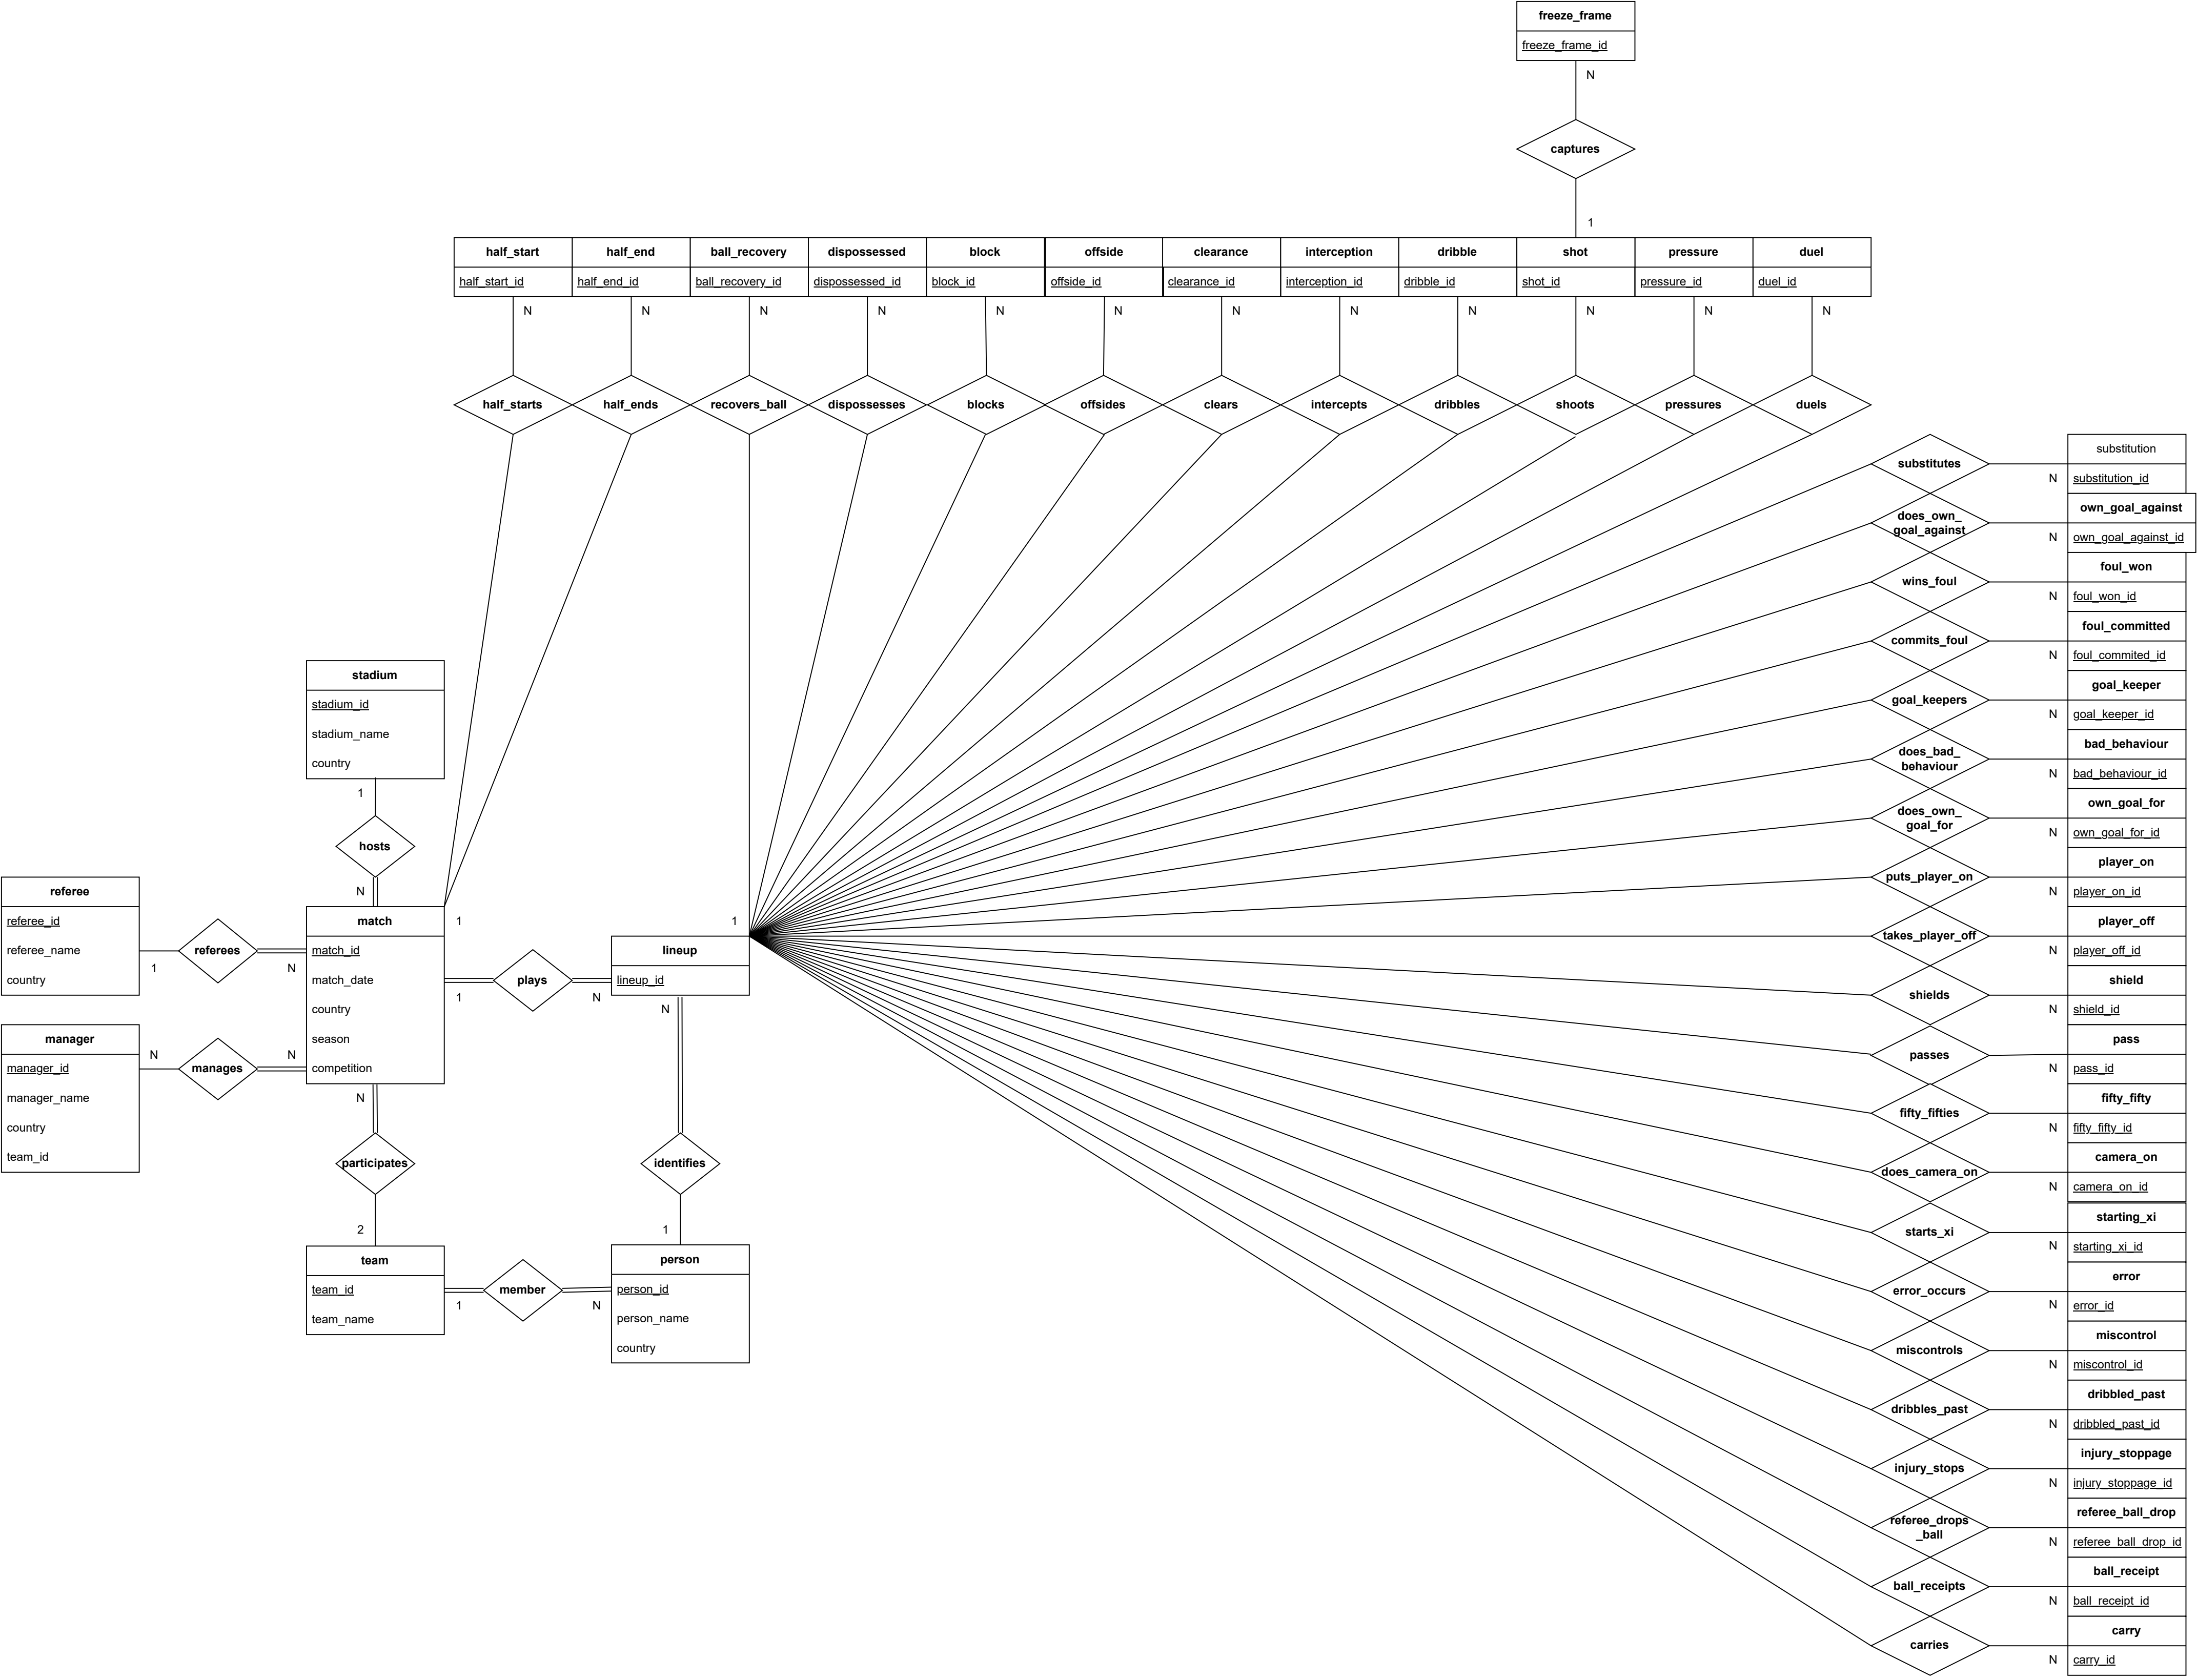 freeze_frame
freeze_frame_id
N
captures
1
half_start
half_end
ball_recovery
dispossessed
block
offside
clearance
interception
dribble
shot
pressure
duel
half_start_id
half_end_id
ball_recovery_id
dispossessed_id
block_id
offside_id
clearance_id
interception_id
dribble_id
shot_id
pressure_id
duel_id
N
N
N
N
N
N
N
N
N
N
N
N
half_starts
half_ends
recovers_ball
dispossesses
blocks
offsides
clears
intercepts
dribbles
shoots
pressures
duels
substitutes
substitution
N
substitution_id
does_own_
goal_against
own_goal_against
N
own_goal_against_id
wins_foul
foul_won
N
foul_won_id
commits_foul
foul_committed
N
foul_commited_id
goal_keepers
goal_keeper
N
goal_keeper_id
does_bad_
behaviour
bad_behaviour
N
bad_behaviour_id
does_own_
goal_for
own_goal_for
N
own_goal_for_id
puts_player_on
player_on
N
player_on_id
takes_player_off
player_off
N
player_off_id
shields
shield
N
shield_id
passes
pass
N
pass_id
fifty_fifties
fifty_fifty
N
fifty_fifty_id
does_camera_on
camera_on
N
camera_on_id
starts_xi
starting_xi
N
starting_xi_id
error_occurs
error
N
error_id
miscontrols
miscontrol
N
miscontrol_id
dribbles_past
dribbled_past
N
dribbled_past_id
injury_stops
injury_stoppage
N
injury_stoppage_id
referee_drops
_ball
referee_ball_drop
N
referee_ball_drop_id
ball_receipts
ball_receipt
N
ball_receipt_id
carries
carry
N
carry_id
stadium
stadium_id
stadium_name
country
1
hosts
N
referee
referee_id
referee_name
country
1
referees
N
match
match_id
match_date
country
season
competition
1
1
plays
N
1
lineup
lineup_id
N
manager
manager_id
manager_name
country
team_id
N
manages
N
N
participates
2
identifies
1
team
team_id
team_name
1
member
N
person
person_id
person_name
country